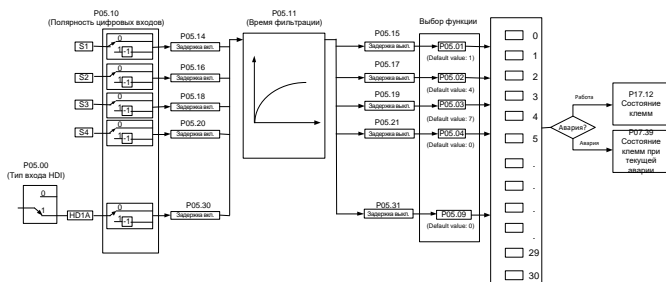 P05.10
(Полярность цифровых входов)
P05.11
(Время фильтрации)
Выбор функции
S1
0
1
-1
P05.14
Задержка вкл.
P05.15
Задержка выкл.
P05.01
(Default value: 1)
S2
0
1
-1
P05.16
Задержка вкл.
P05.17
Задержка выкл.
P05.02
(Default value: 4)
S3
0
1
-1
P05.18
Задержка вкл.
P05.19
Задержка выкл.
P05.03
(Default value: 7)
S4
0
1
-1
P05.20
Задержка вкл.
P05.21
Задержка выкл.
P05.04
(Default value: 0)
P05.00
(Тип входа HDI)
0
1
HD1A
0
1
-1
P05.30
Задержка вкл.
P05.31
Задержка выкл.
P05.09
(Default value: 0)
0
1
2
3
4
5
.
.
.
.
29
30
Авария?
Работа
Авария
P17.12
Состояние
клемм
P07.39
Состояние
клемм при
текущей
аварии